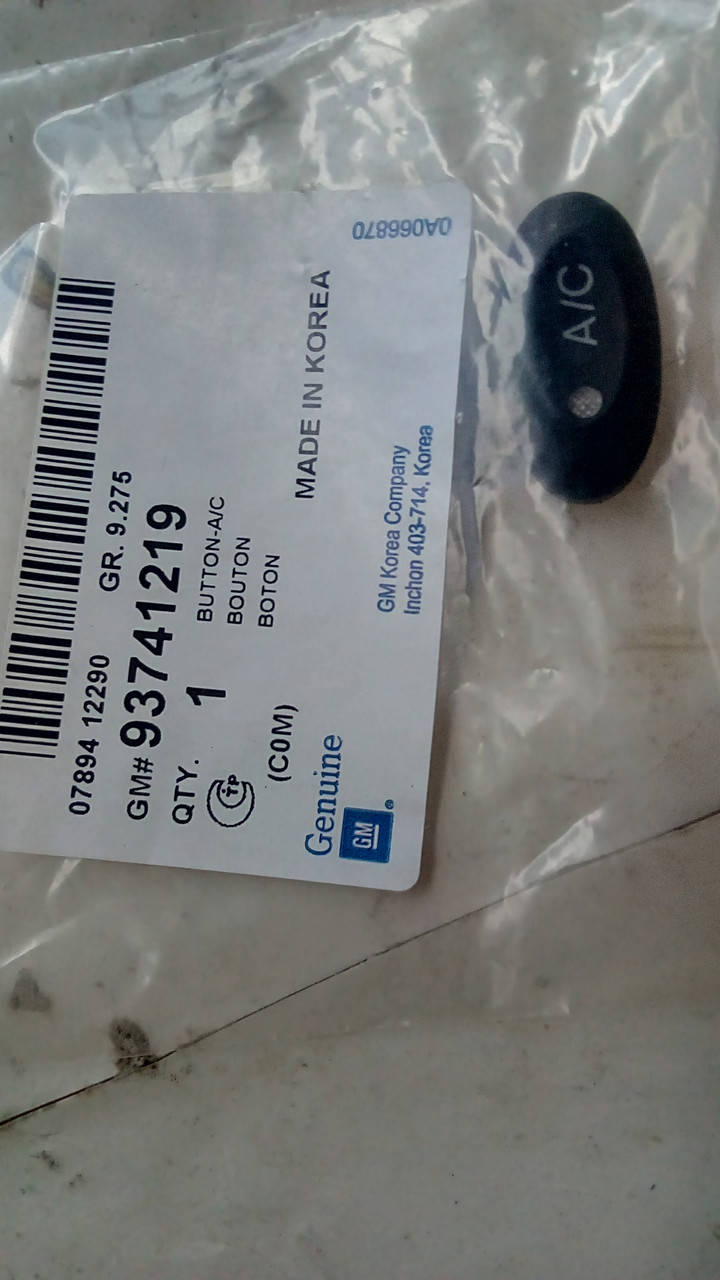 07894 12290 GR. 9.275
GM# 93741219
QTY. 1 BUTTON-A/C
BOUTON
BOTON
TP
(C0M)
MADE IN KOREA
Genuine
GM ®
GM Korea Company
Inchon 403-714, Korea
0A066870
A/C